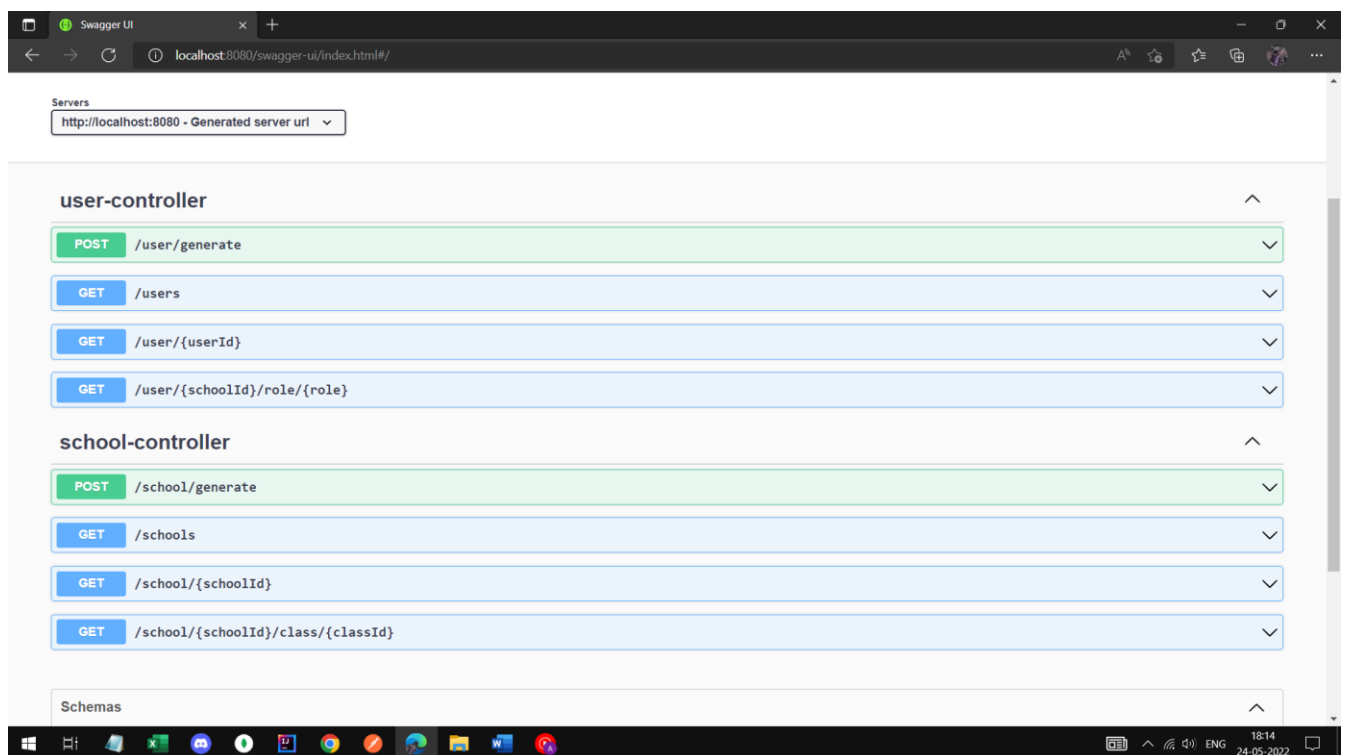 Swagger UI
localhost:8080/swagger-ui/index.html#/
Servers
http://localhost:8080 - Generated server url
user-controller
POST /user/generate
GET /users
GET /user/{userId}
GET /user/{schoolId}/role/{role}
school-controller
POST /school/generate
GET /schools
GET /school/{schoolId}
GET /school/{schoolId}/class/{classId}
Schemas
ENG
18:14
24-05-2022